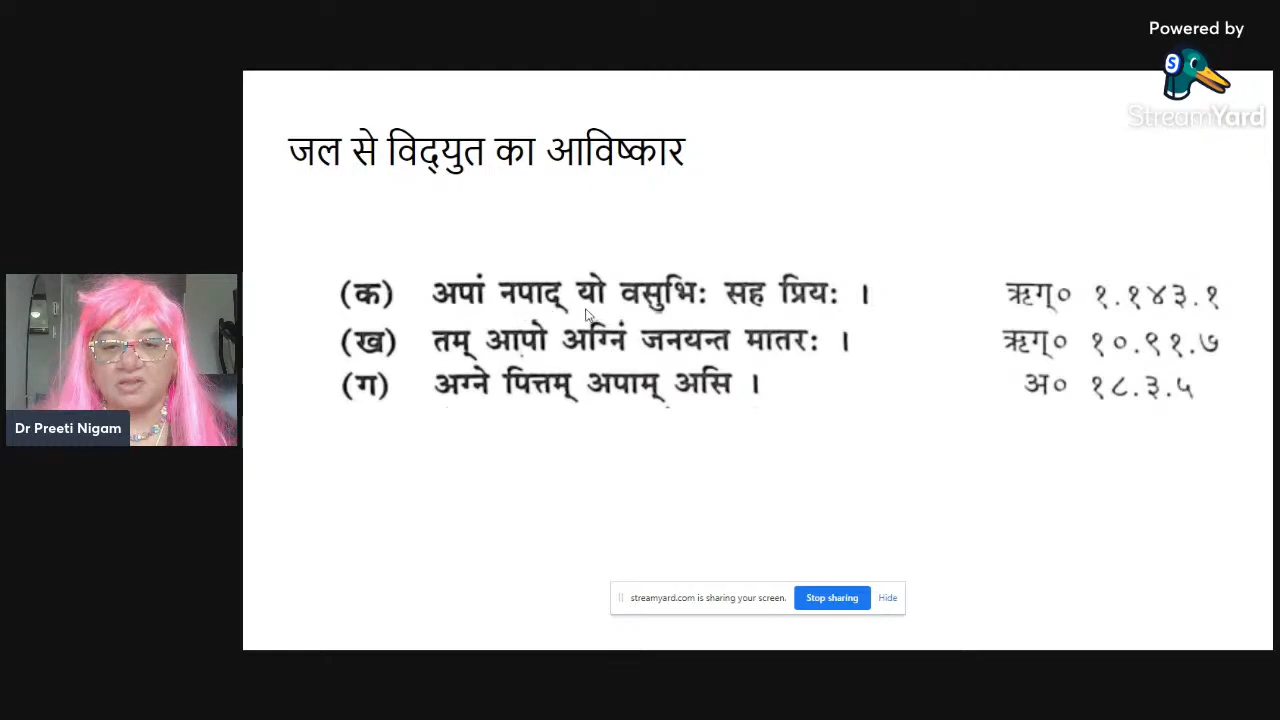 Powered by
StreamYard
जल से विद्युत का आविष्कार
(क) अपां नपाद् यो वसुभिः सह प्रियः । ऋग्० १.१४३.१
(ख) तम् आपो अग्निं जनयन्त मातरः । ऋग्० १०.९१.७
(ग) अग्ने पित्तम् अपाम् असि । अ० १८.३.५
Dr Preeti Nigam
streamyard.com is sharing your screen. Stop sharing Hide